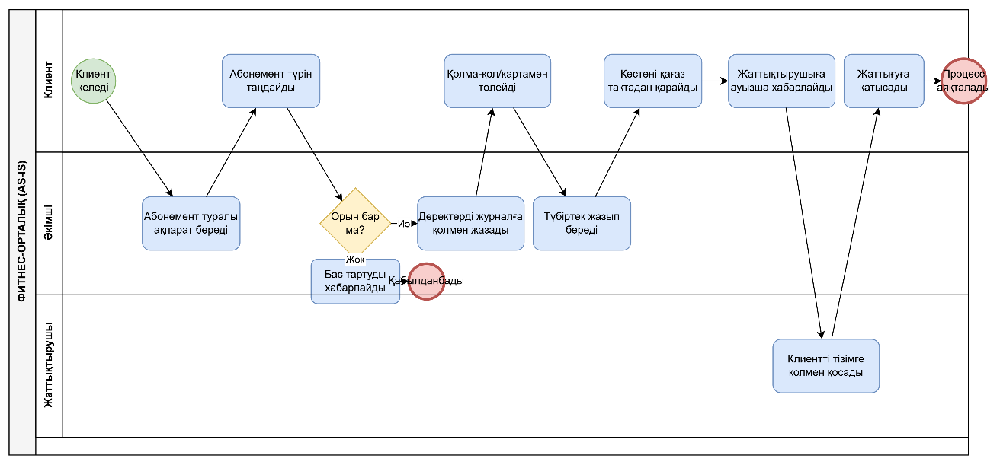 ФИТНЕС-ОРТАЛЫҚ (AS-IS)
Клиент
Клиент
келеді
Абонемент түрін
таңдайды
Қолма-қол/картамен
төлейді
Кестені қағаз
тақтадан қарайды
Жаттықтырушыға
ауызша хабарлайды
Жаттығуға
қатысады
Процесс
аяқталады
Әкімші
Абонемент туралы
ақпарат береді
Орын бар
ма?
Иә
Деректерді журналға
қолмен жазады
Түбіртек жазып
береді
Жоқ
Бас тартуды
хабарлайды
Қабылданбады
Жаттықтырушы
Клиентті тізімге
қолмен қосады